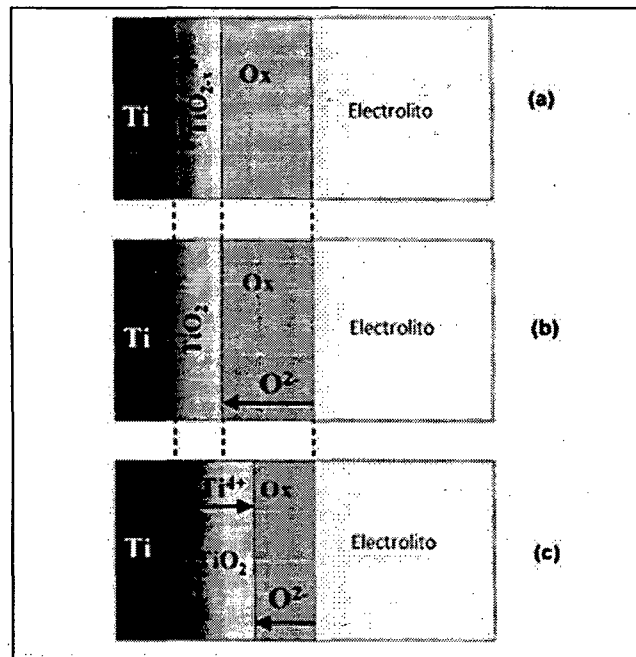 Ti
TiO2-x
Ox
Electrolito
(a)
Ti
TiO2
Ox
O2-
Electrolito
(b)
Ti
Ti4+
TiO2
Ox
O2-
Electrolito
(c)